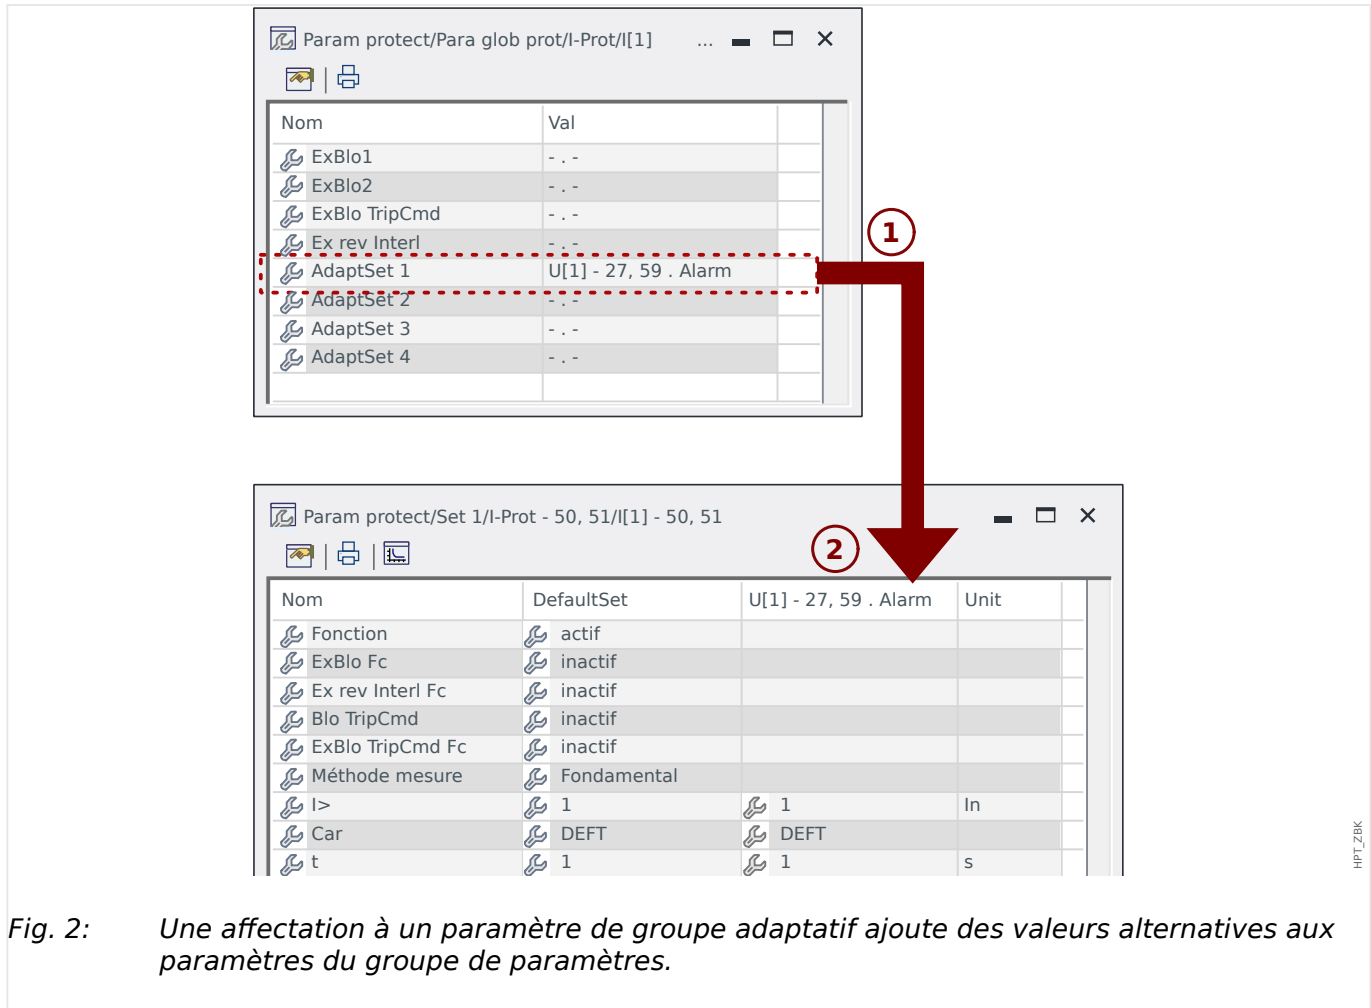 Param protect/Para glob prot/I-Prot/I[1] ...
Nom Val
ExBlo1 - . -
ExBlo2 - . -
ExBlo TripCmd - . -
Ex rev Interl - . -
1
AdaptSet 1 U[1] - 27, 59 . Alarm
AdaptSet 2 - . -
AdaptSet 3 - . -
AdaptSet 4 - . -
Param protect/Set 1/I-Prot - 50, 51/I[1] - 50, 51
2
Nom DefaultSet U[1] - 27, 59 . Alarm Unit
Fonction actif
ExBlo Fc inactif
Ex rev Interl Fc inactif
Blo TripCmd inactif
ExBlo TripCmd Fc inactif
Méthode mesure Fondamental
I> 1 1 In
Car DEFT DEFT
t 1 1 s
HPT_ZBK
Fig. 2: Une affectation à un paramètre de groupe adaptatif ajoute des valeurs alternatives aux
paramètres du groupe de paramètres.